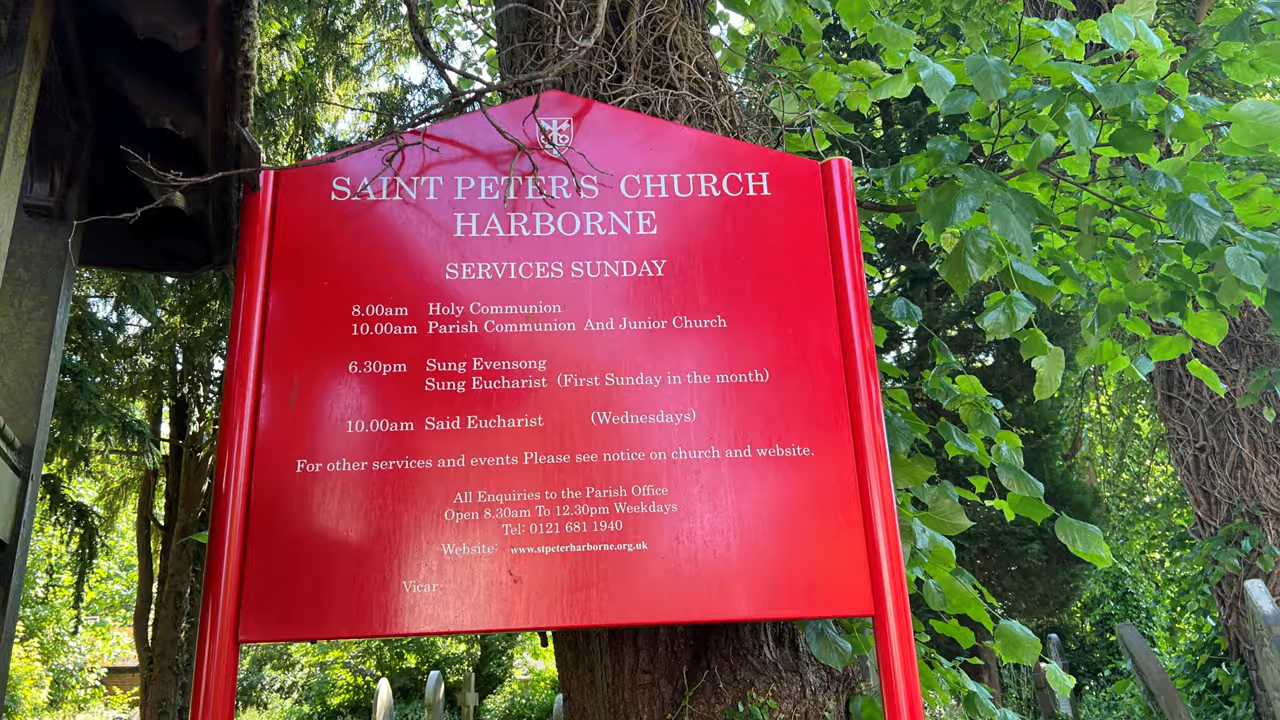 SAINT PETER'S CHURCH
HARBORNE
SERVICES SUNDAY
8.00am Holy Communion
10.00am Parish Communion And Junior Church
6.30pm Sung Evensong
Sung Eucharist (First Sunday in the month)
10.00am Said Eucharist (Wednesdays)
For other services and events Please see notice on church and website.
All Enquiries to the Parish Office
Open 8.30am To 12.30pm Weekdays
Tel: 0121 681 1940
Website: www.stpeterharborne.org.uk
Vicar